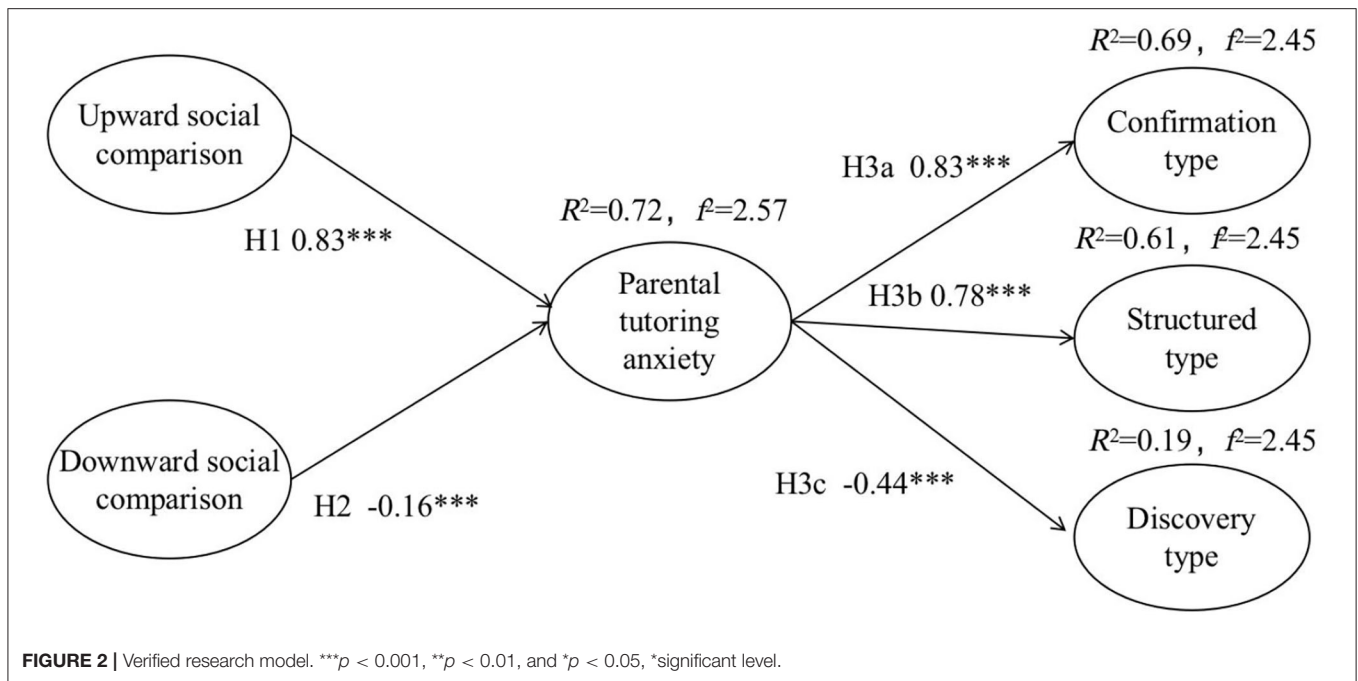 R²=0.69, f²=2.45
Upward social
comparison
Confirmation
type
H3a 0.83***
H1 0.83***
R²=0.72, f²=2.57
R²=0.61, f²=2.45
Parental
tutoring
anxiety
H3b 0.78***
Structured
type
R²=0.19, f²=2.45
Downward social
comparison
H2 -0.16***
H3c -0.44***
Discovery
type
FIGURE 2 | Verified research model. ***p < 0.001, **p < 0.01, and *p < 0.05, *significant level.